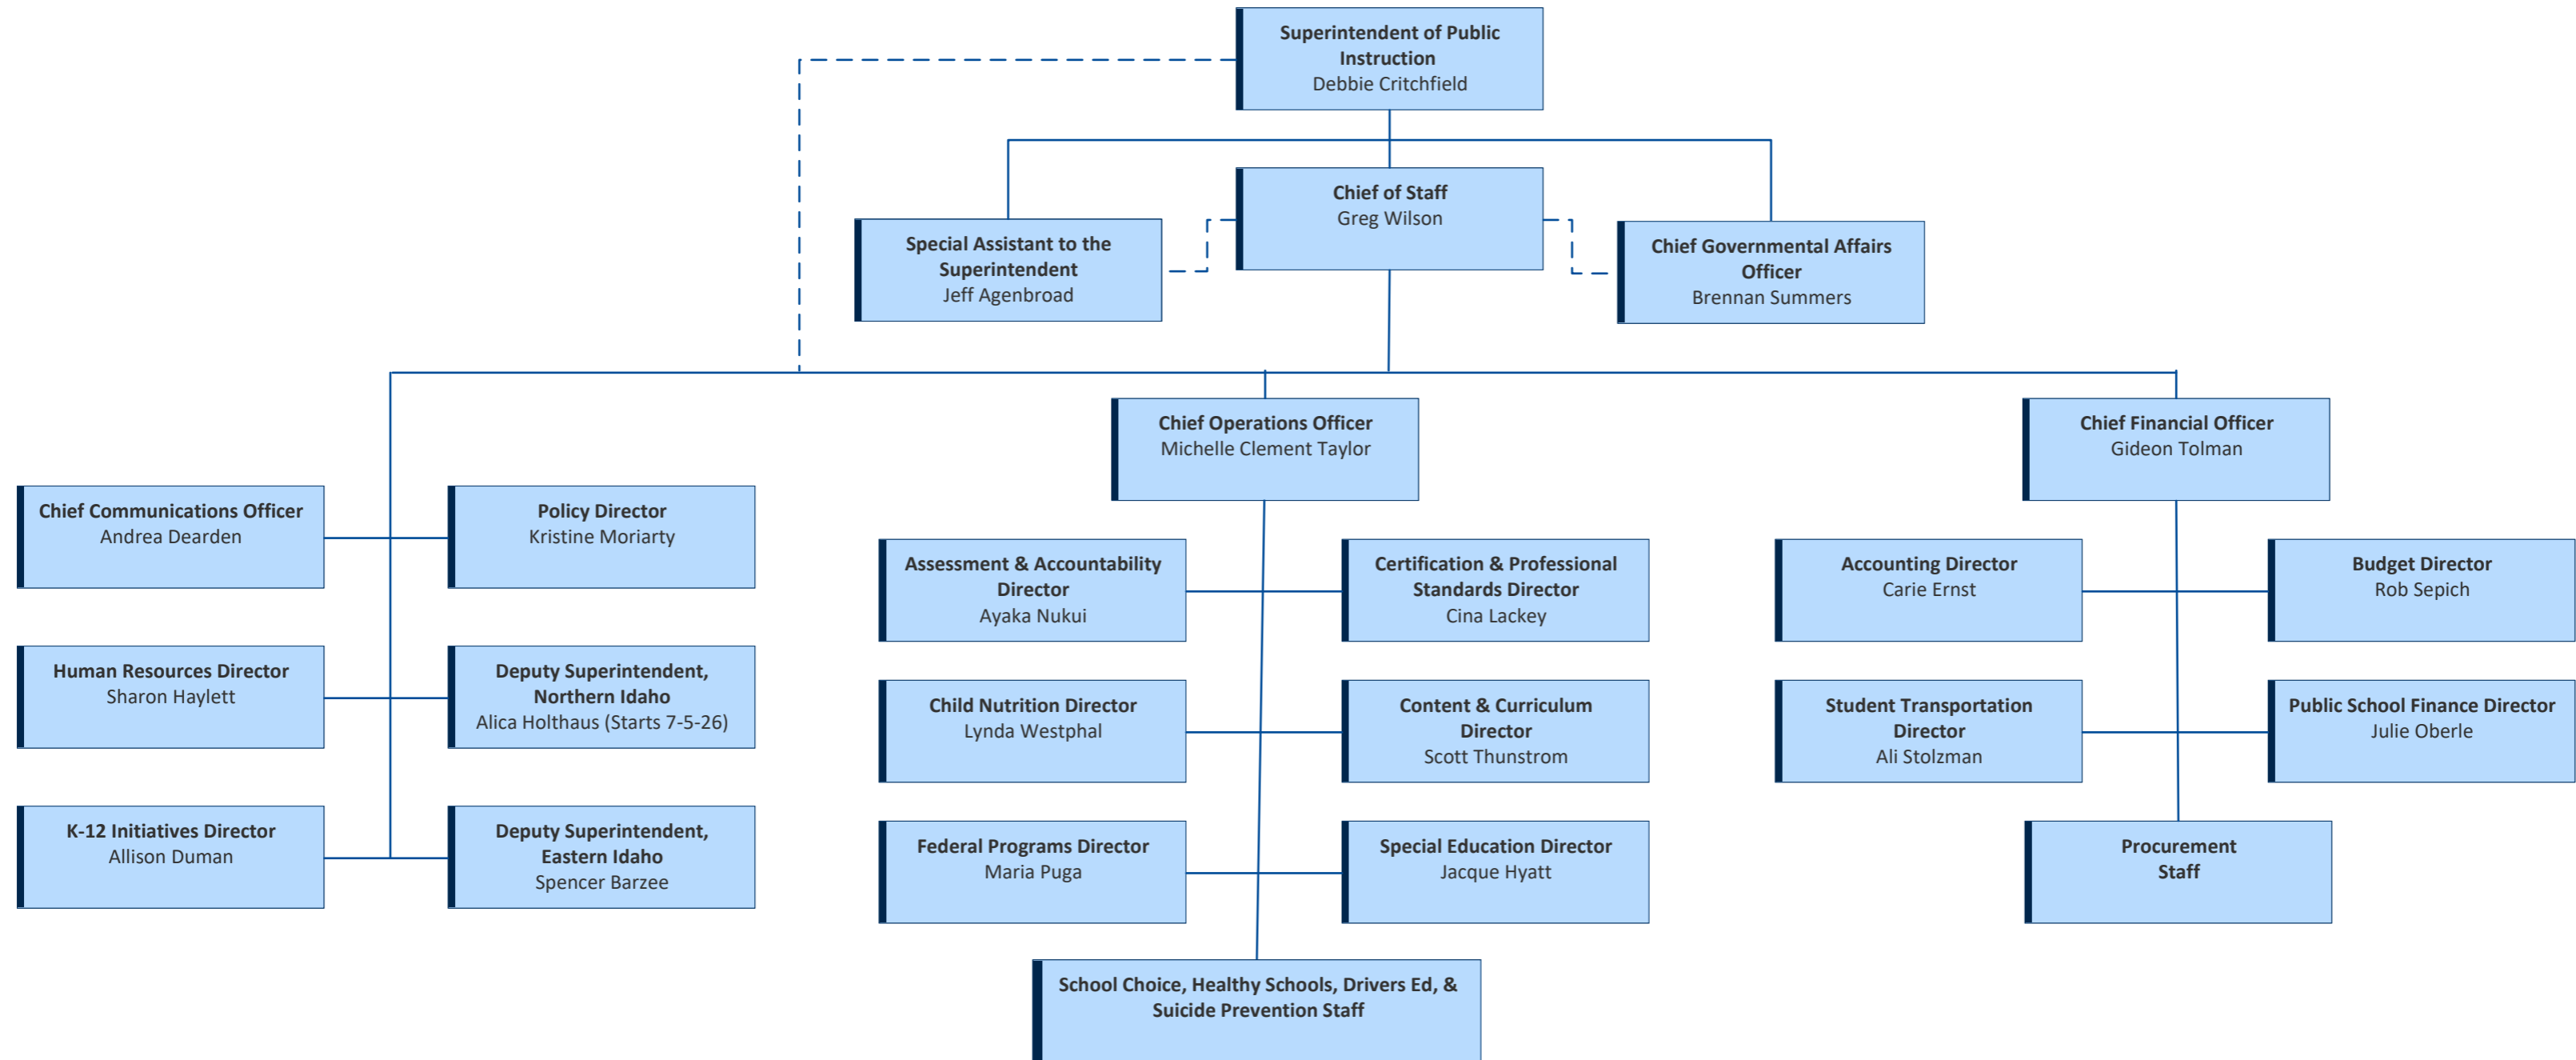 Superintendent of Public
Instruction
Debbie Critchfield
Chief of Staff
Greg Wilson
Special Assistant to the
Superintendent
Jeff Agenbroad
Chief Governmental Affairs
Officer
Brennan Summers
Chief Operations Officer
Michelle Clement Taylor
Chief Financial Officer
Gideon Tolman
Chief Communications Officer
Andrea Dearden
Policy Director
Kristine Moriarty
Human Resources Director
Sharon Haylett
Deputy Superintendent,
Northern Idaho
Alica Holthaus (Starts 7-5-26)
K-12 Initiatives Director
Allison Duman
Deputy Superintendent,
Eastern Idaho
Spencer Barzee
Assessment & Accountability
Director
Ayaka Nukui
Certification & Professional
Standards Director
Cina Lackey
Child Nutrition Director
Lynda Westphal
Content & Curriculum
Director
Scott Thunstrom
Federal Programs Director
Maria Puga
Special Education Director
Jacque Hyatt
School Choice, Healthy Schools, Drivers Ed, &
Suicide Prevention Staff
Accounting Director
Carie Ernst
Budget Director
Rob Sepich
Student Transportation
Director
Ali Stolzman
Public School Finance Director
Julie Oberle
Procurement
Staff